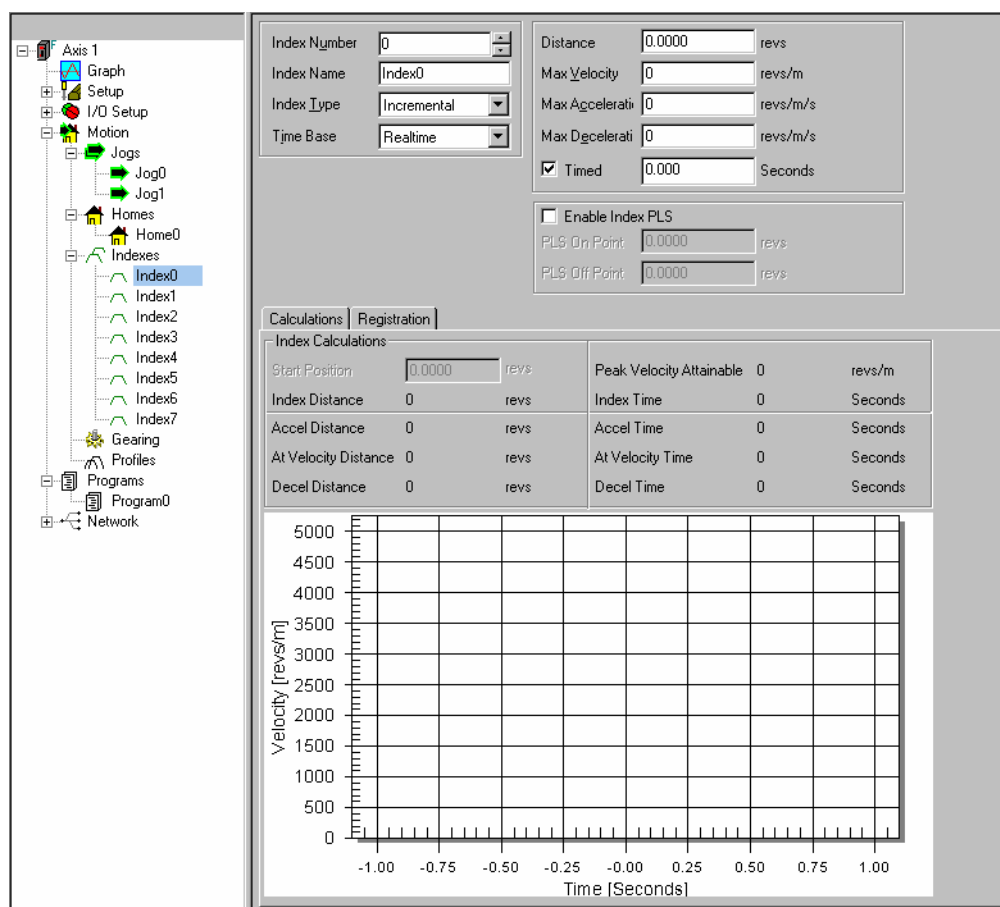 Axis 1
Graph
Setup
I/O Setup
Motion
Jogs
Jog0
Jog1
Homes
Home0
Indexes
Index0
Index1
Index2
Index3
Index4
Index5
Index6
Index7
Gearing
Profiles
Programs
Program0
Network
Index Number 0
Index Name Index0
Index Type Incremental
Time Base Realtime
Distance 0.0000 revs
Max Velocity 0 revs/m
Max Accelerati 0 revs/m/s
Max Decelerati 0 revs/m/s
Timed 0.000 Seconds
Enable Index PLS
PLS On Point 0.0000 revs
PLS Off Point 0.0000 revs
Calculations Registration
Index Calculations
Start Position 0.0000 revs Peak Velocity Attainable 0 revs/m
Index Distance 0 revs Index Time 0 Seconds
Accel Distance 0 revs Accel Time 0 Seconds
At Velocity Distance 0 revs At Velocity Time 0 Seconds
Decel Distance 0 revs Decel Time 0 Seconds
Velocity [revs/m]
5000
4500
4000
3500
3000
2500
2000
1500
1000
500
0
-1.00 -0.75 -0.50 -0.25 -0.00 0.25 0.50 0.75 1.00
Time [Seconds]